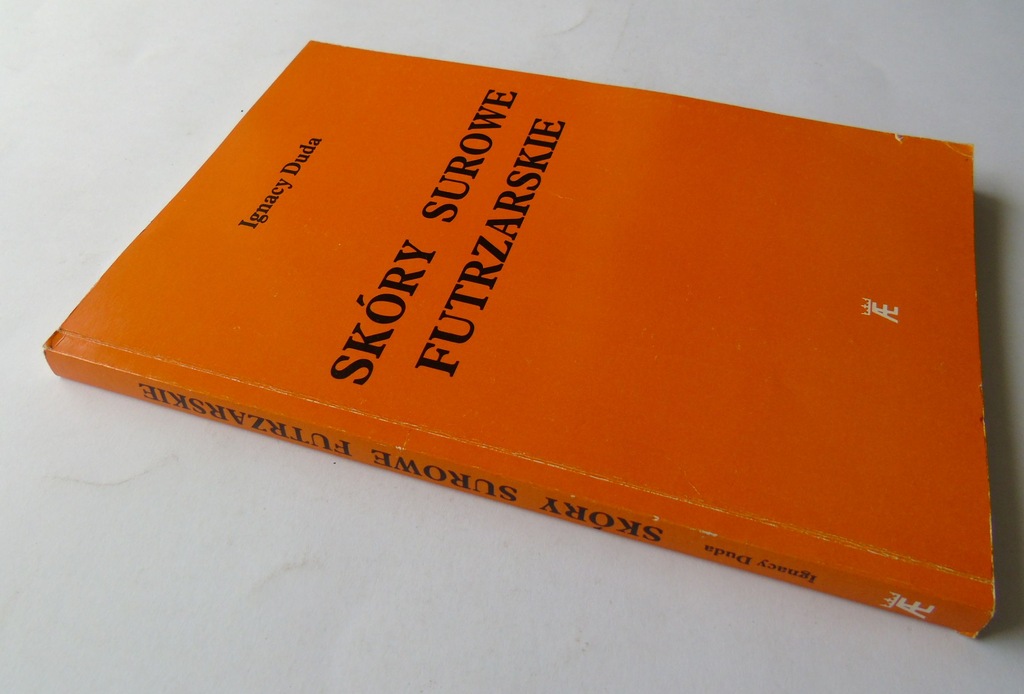 Ignacy Duda
SKÓRY SUROWE
FUTRZARSKIE
Ignacy Duda SKÓRY SUROWE FUTRZARSKIE